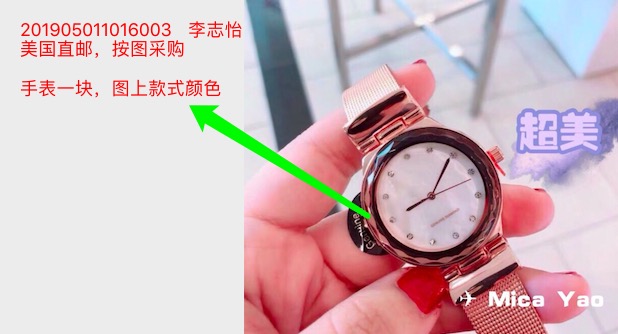 201905011016003 李志怡
美国直邮，按图采购
手表一块，图上款式颜色
超美
Genuine
✈ Mica Yao